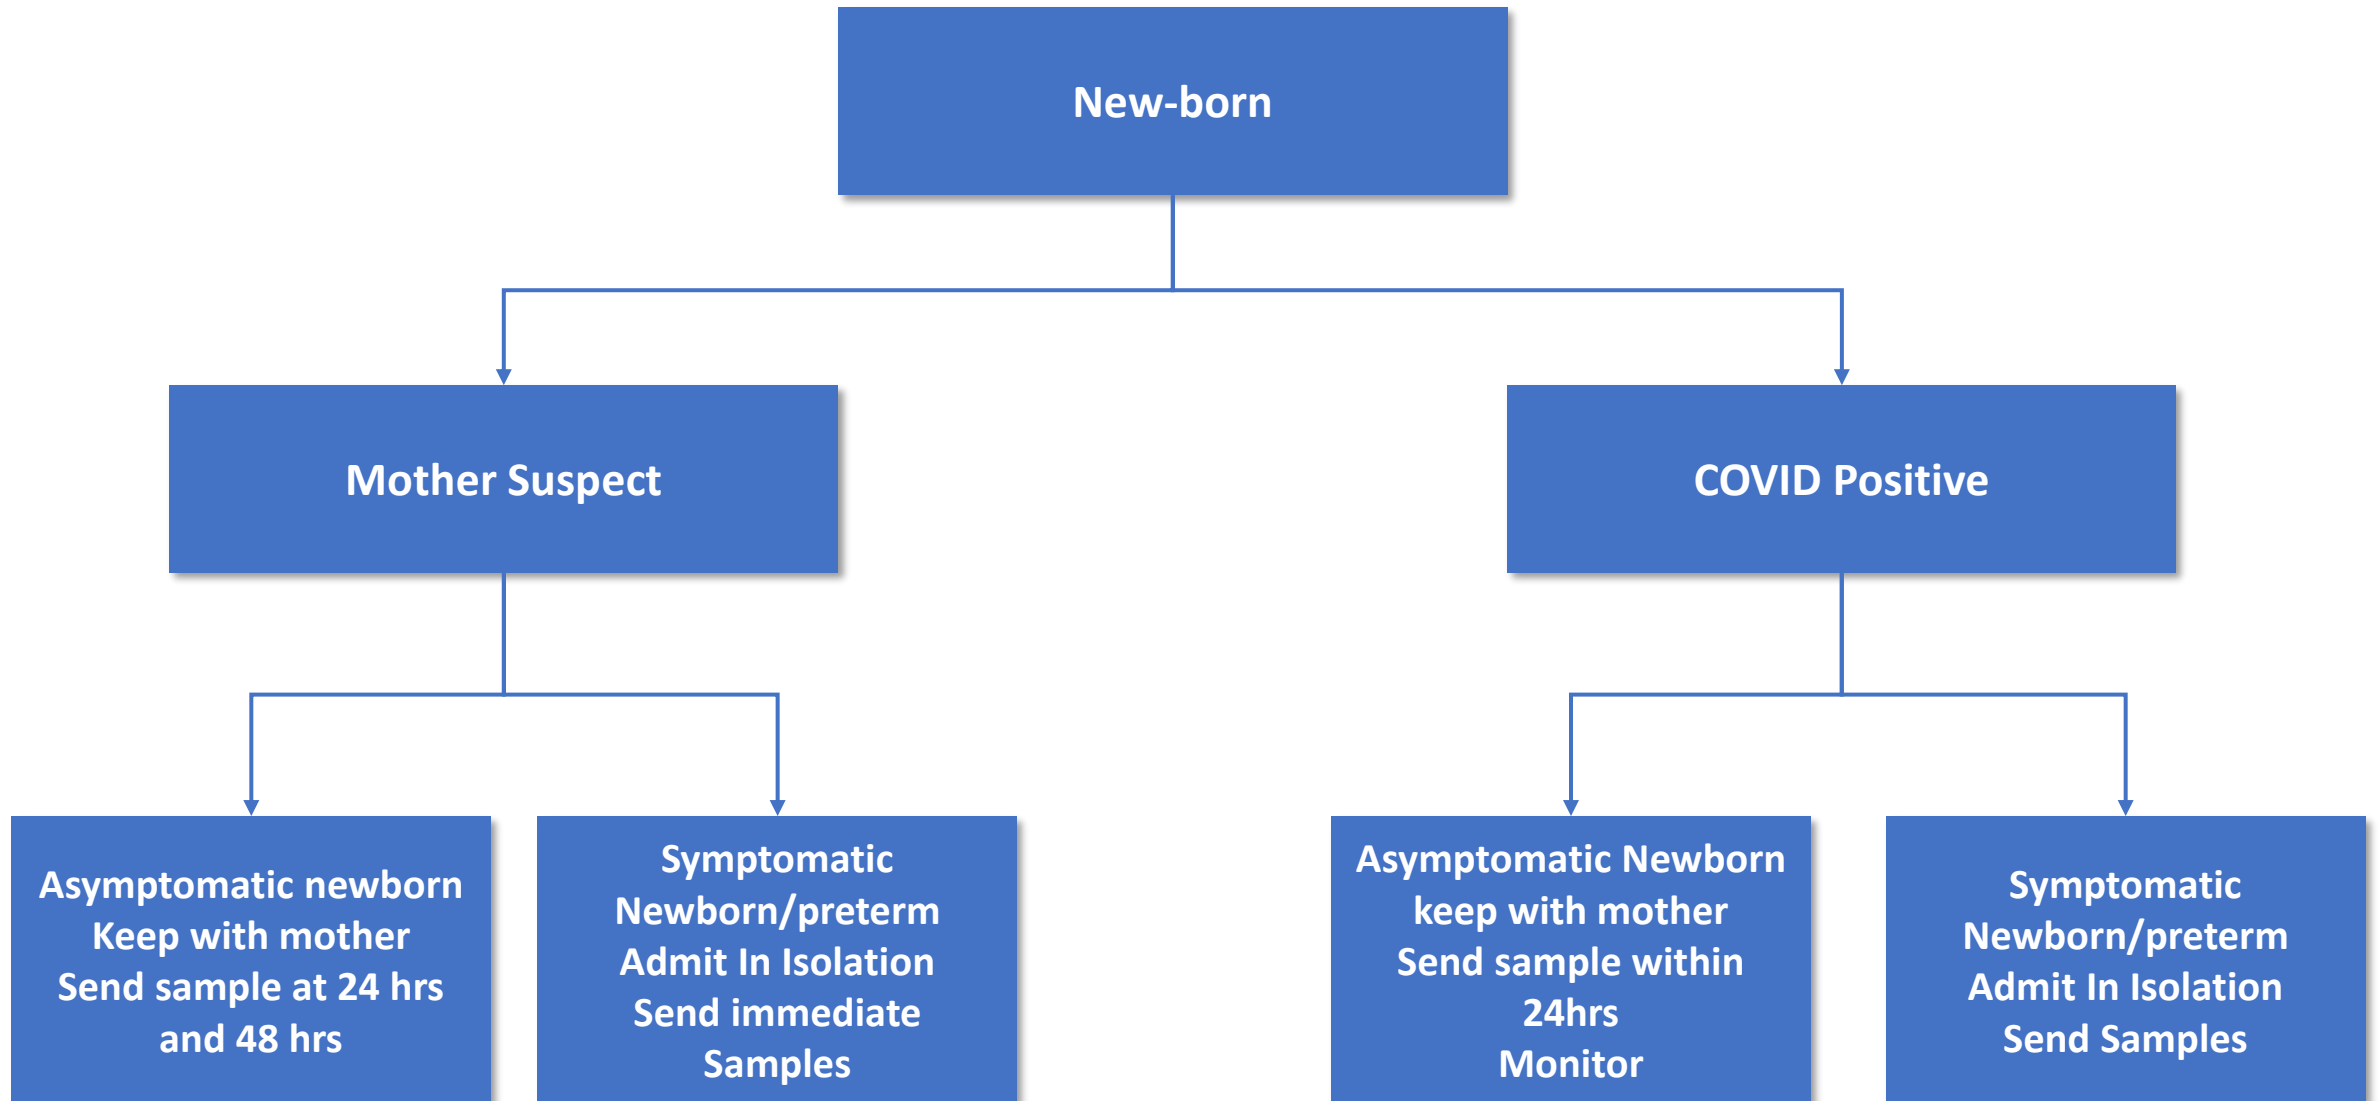 New-born
Mother Suspect
COVID Positive
Asymptomatic newborn
Keep with mother
Send sample at 24 hrs
and 48 hrs
Symptomatic
Newborn/preterm
Admit In Isolation
Send immediate
Samples
Asymptomatic Newborn
keep with mother
Send sample within
24hrs
Monitor
Symptomatic
Newborn/preterm
Admit In Isolation
Send Samples